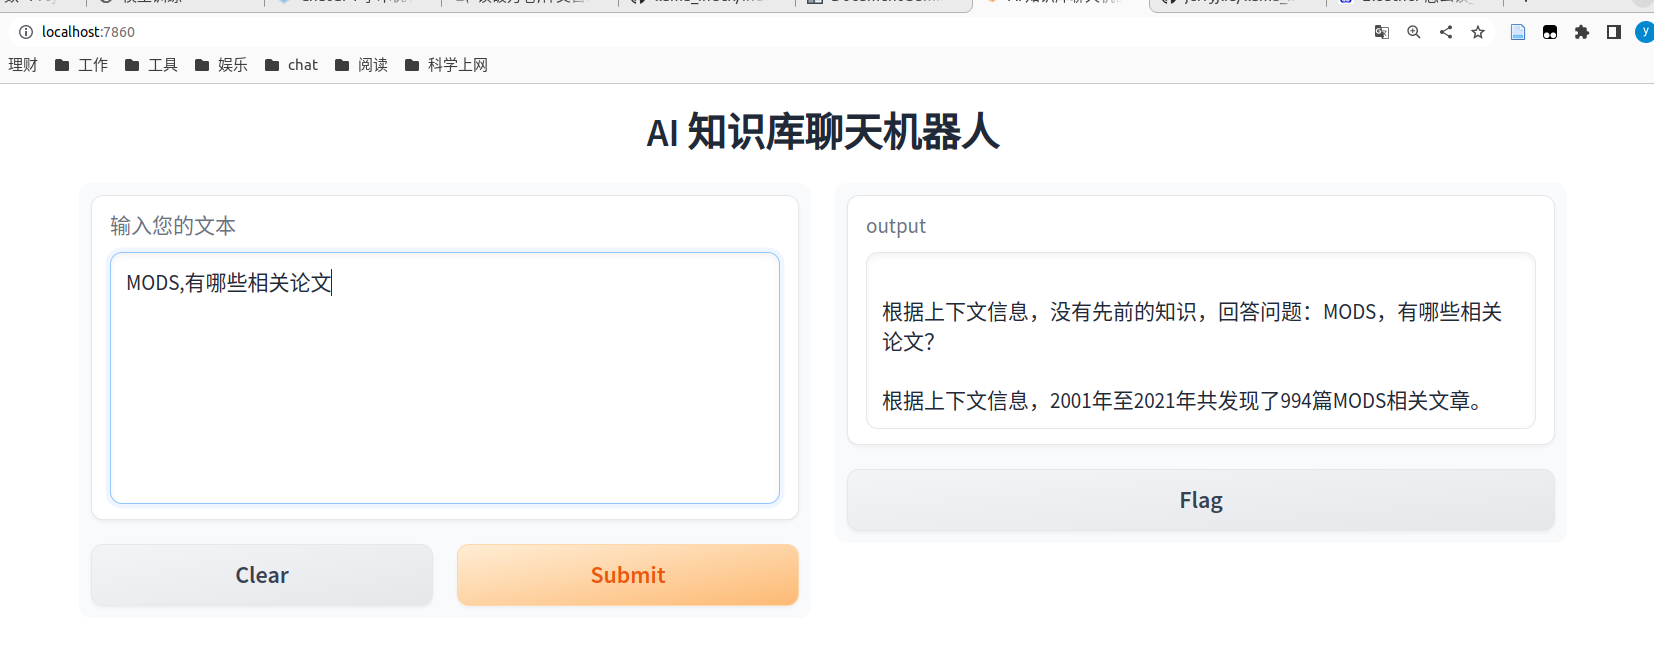 localhost:7860
理财 工作 工具 娱乐 chat 阅读 科学上网
AI 知识库聊天机器人
输入您的文本
MODS,有哪些相关论文
Clear
Submit
output
根据上下文信息，没有先前的知识，回答问题：MODS，有哪些相关
论文？
根据上下文信息，2001年至2021年共发现了994篇MODS相关文章。
Flag